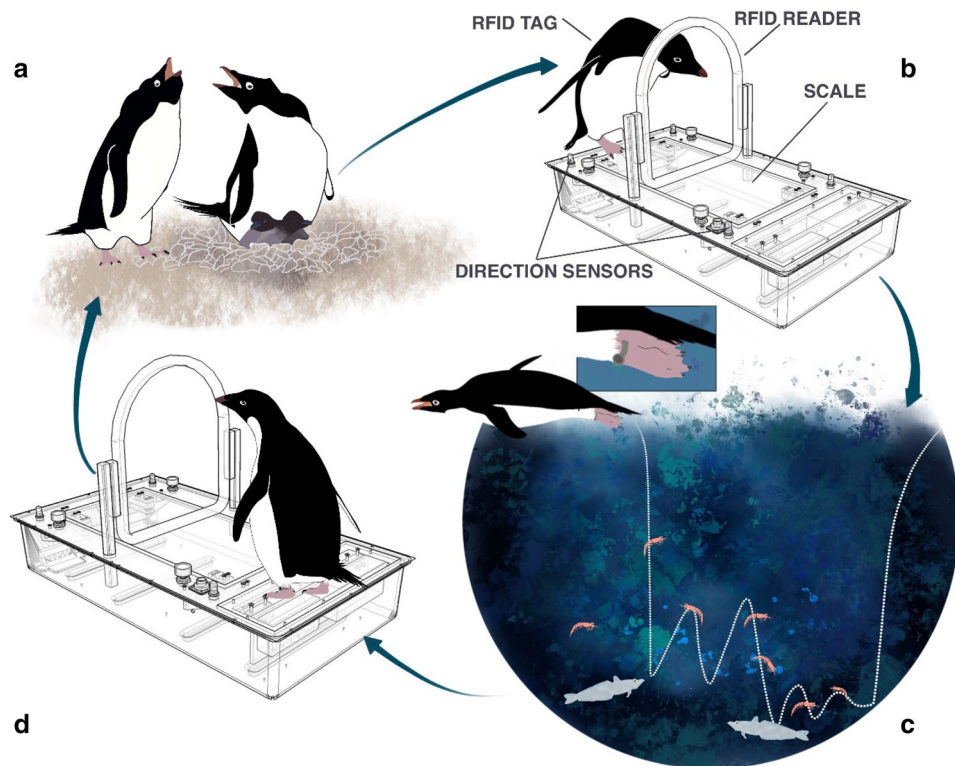 RFID TAG
RFID READER
a
b
SCALE
DIRECTION SENSORS
d
c